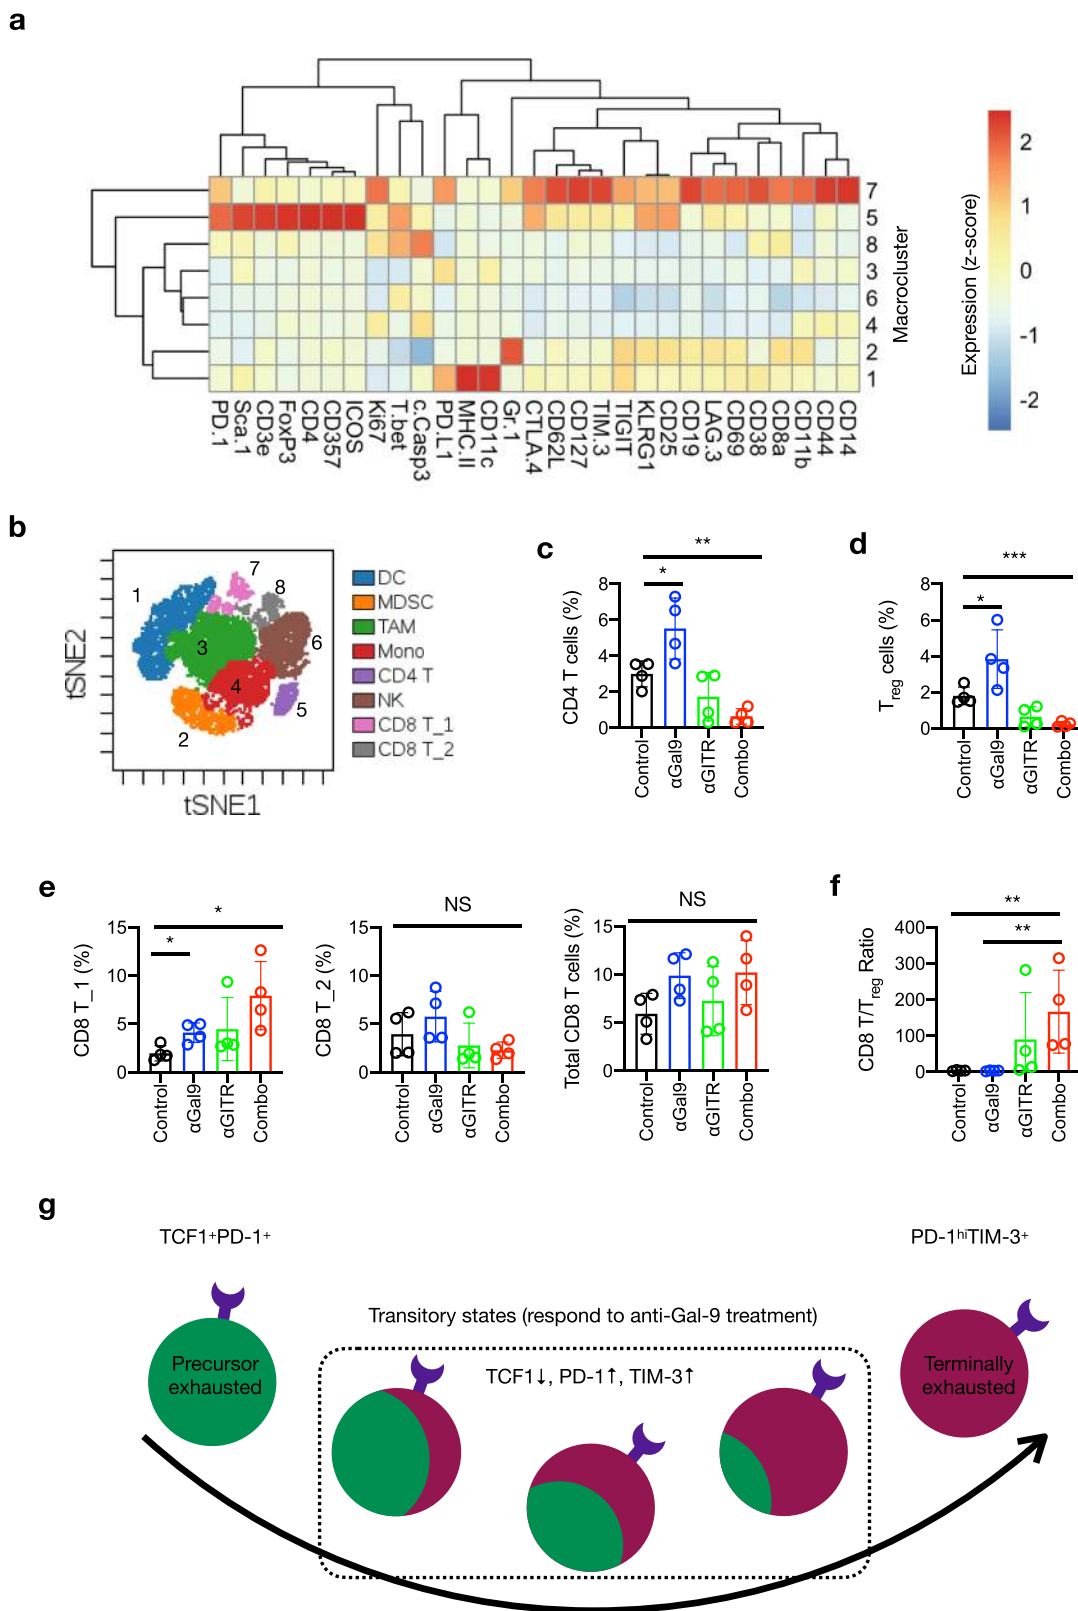 a
7
5
8
3
6
4
2
1
Macrocluster
PD.1
Sca.1
CD3e
FoxP3
CD4
CD357
ICOS
Ki67
T.bet
c.Casp3
PD.L1
MHC.II
CD11c
Gr.1
CTLA.4
CD62L
CD127
TIM.3
TIGIT
KLRG1
CD25
CD19
LAG.3
CD69
CD38
CD8a
CD11b
CD44
CD14
Expression (z-score)
2
1
0
-1
-2
b
1
7
8
3
6
4
5
2
tSNE2
tSNE1
DC
MDSC
TAM
Mono
CD4 T
NK
CD8 T_1
CD8 T_2
c
**
*
CD4 T cells (%)
8
6
4
2
0
Control
αGal9
αGITR
Combo
d
***
*
Treg cells (%)
8
6
4
2
0
Control
αGal9
αGITR
Combo
e
*
*
CD8 T_1 (%)
15
10
5
0
Control
αGal9
αGITR
Combo
NS
CD8 T_2 (%)
15
10
5
0
Control
αGal9
αGITR
Combo
NS
Total CD8 T cells (%)
15
10
5
0
Control
αGal9
αGITR
Combo
f
**
**
CD8 T/Treg Ratio
400
300
200
100
0
Control
αGal9
αGITR
Combo
g
TCF1⁺PD-1⁺
PD-1ʰⁱTIM-3⁺
Transitory states (respond to anti-Gal-9 treatment)
Precursor
exhausted
TCF1↓, PD-1↑, TIM-3↑
Terminally
exhausted